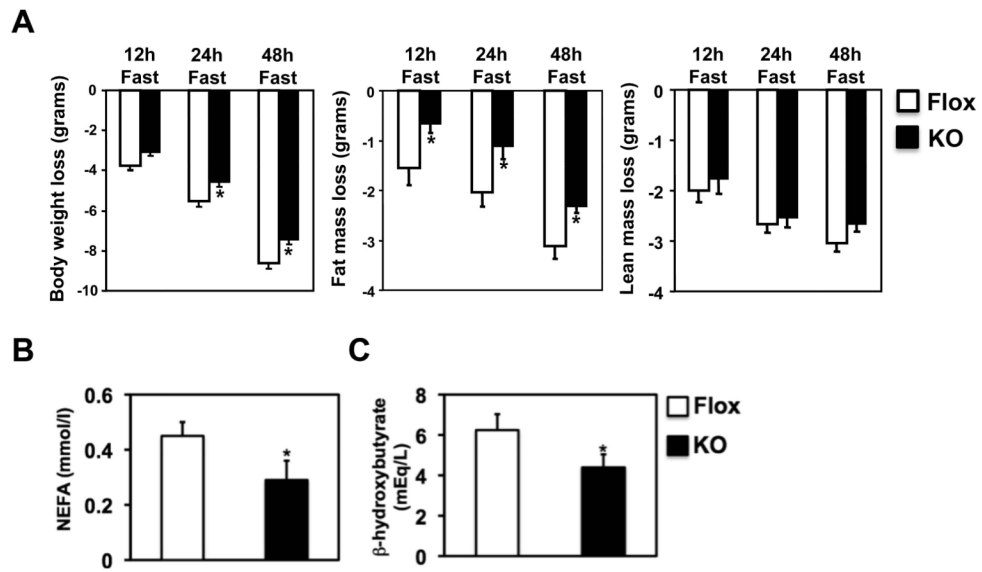 A
12h Fast
24h Fast
48h Fast
Body weight loss (grams)
0
-2
-4
-6
-8
-10
*
*
12h Fast
24h Fast
48h Fast
Fat mass loss (grams)
0
-1
-2
-3
-4
*
*
*
12h Fast
24h Fast
48h Fast
Lean mass loss (grams)
0
-1
-2
-3
-4
Flox
KO
B
NEFA (mmol/l)
0.6
0.4
0.2
0
*
C
β-hydroxybutyrate
(mEq/L)
8
6
4
2
0
*
Flox
KO